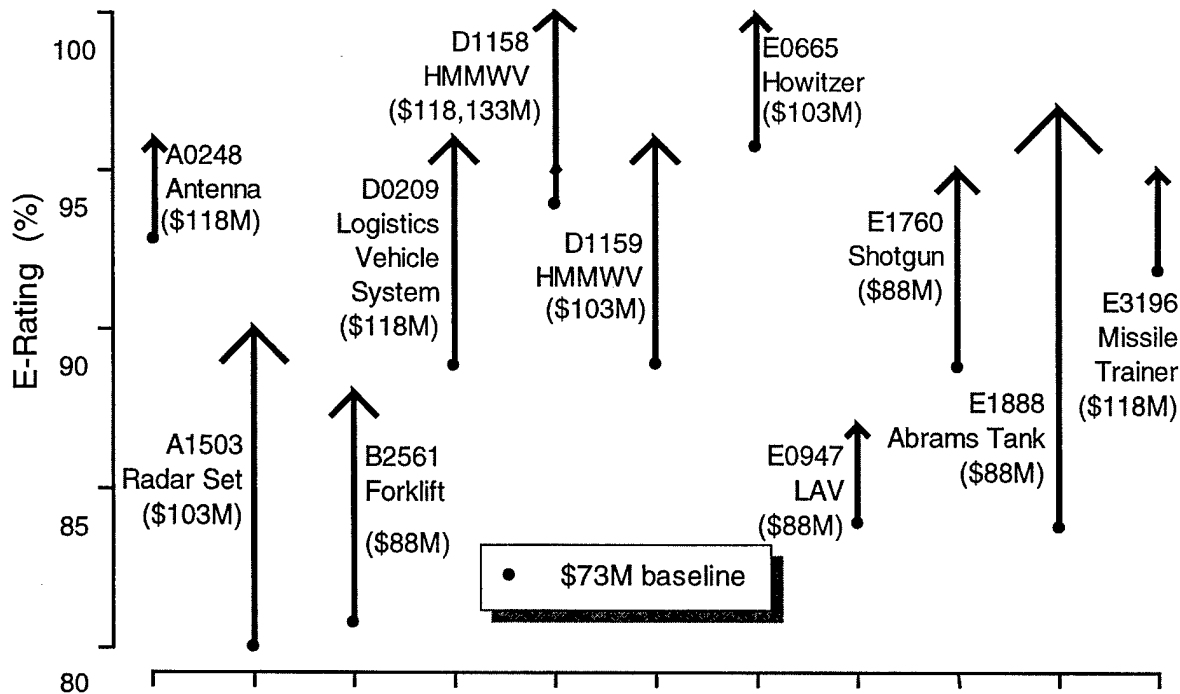 E-Rating (%)
100
95
90
85
80
A0248
Antenna
($118M)
A1503
Radar Set
($103M)
B2561
Forklift
($88M)
D0209
Logistics
Vehicle
System
($118M)
D1158
HMMWV
($118,133M)
D1159
HMMWV
($103M)
E0665
Howitzer
($103M)
E0947
LAV
($88M)
E1760
Shotgun
($88M)
E1888
Abrams Tank
($88M)
E3196
Missile
Trainer
($118M)
$73M baseline